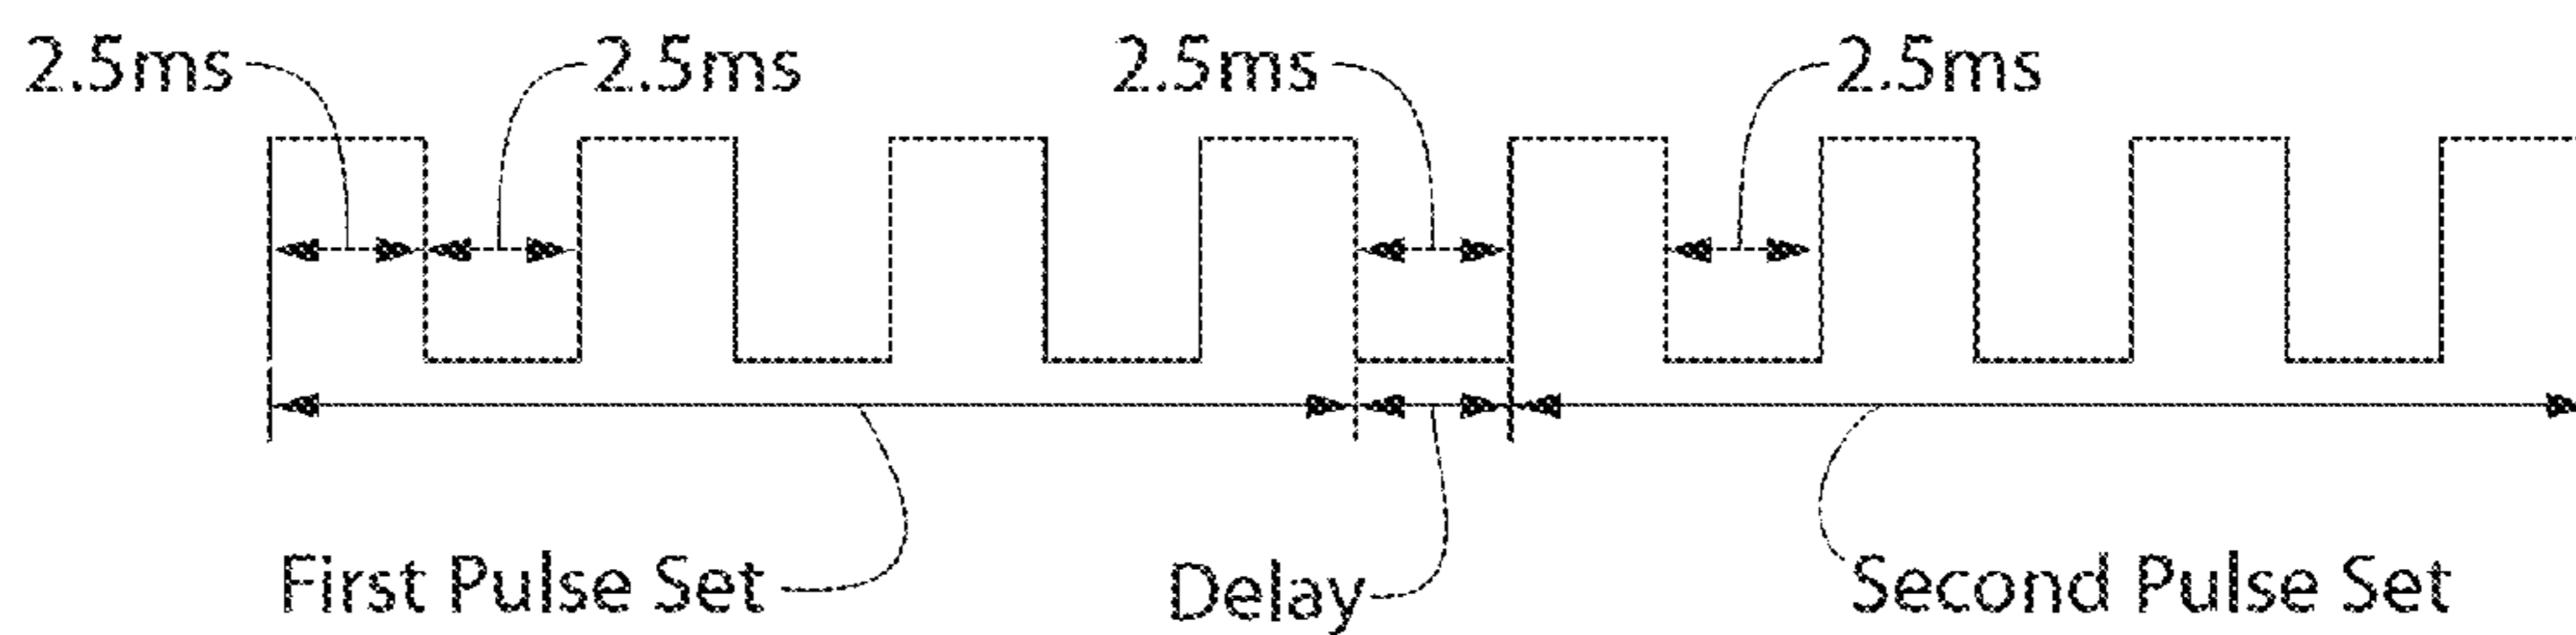 2.5ms 2.5ms 2.5ms 2.5ms
First Pulse Set Delay Second Pulse Set